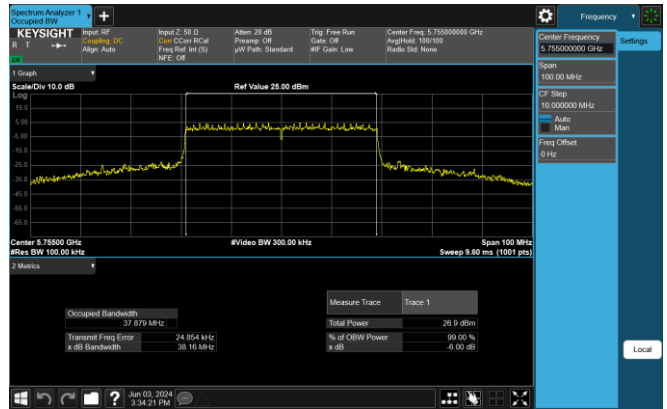 Spectrum Analyzer 1
Occupied BW
+
Frequency
KEYSIGHT
R T
Input: RF
Coupling: DC
Align: Auto
Input Z: 50 Ω
Corr CCorr RCal
Freq Ref: Int (S)
NFE: Off
Atten: 20 dB
Preamp: Off
µW Path: Standard
Trig: Free Run
Gate: Off
#IF Gain: Low
Center Freq: 5.755000000 GHz
Avg|Hold: 100/100
Radio Std: None
Center Frequency
5.755000000 GHz
Settings
Span
100.00 MHz
CF Step
10.000000 MHz
Auto
Man
Freq Offset
0 Hz
Local
1 Graph
Scale/Div 10.0 dB
Ref Value 25.00 dBm
Log
15.0
5.00
-5.00
-15.0
-25.0
-35.0
-45.0
-55.0
-65.0
Center 5.75500 GHz
#Video BW 300.00 kHz
Span 100 MHz
#Res BW 100.00 kHz
Sweep 9.60 ms (1001 pts)
2 Metrics
Measure Trace
Trace 1
Occupied Bandwidth
37.879 MHz
Total Power
26.9 dBm
Transmit Freq Error
24.854 kHz
% of OBW Power
99.00 %
x dB Bandwidth
38.16 MHz
x dB
-6.00 dB
?
Jun 03, 2024
3:34:21 PM